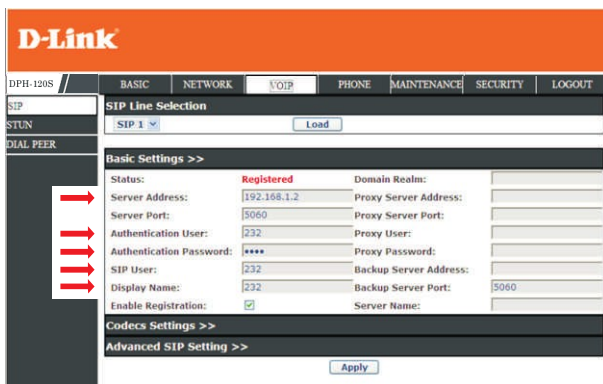 D-Link
DPH-120S BASIC NETWORK VOIP PHONE MAINTENANCE SECURITY LOGOUT
SIP
STUN
DIAL PEER
SIP Line Selection
SIP 1 Load
Basic Settings >>
Status: Registered Domain Realm:
Server Address: 192.168.1.2 Proxy Server Address:
Server Port: 5060 Proxy Server Port:
Authentication User: 232 Proxy User:
Authentication Password: •••• Proxy Password:
SIP User: 232 Backup Server Address:
Display Name: 232 Backup Server Port: 5060
Enable Registration: Server Name:
Codecs Settings >>
Advanced SIP Setting >>
Apply